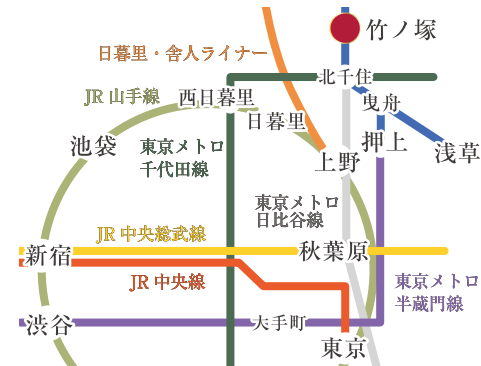 竹ノ塚
日暮里・舎人ライナー
北千住
JR 山手線
西日暮里
曳舟
日暮里
押上
池袋
東京メトロ
千代田線
浅草
上野
東京メトロ
日比谷線
JR 中央総武線
新宿
秋葉原
JR 中央線
東京メトロ
半蔵門線
渋谷
大手町
東京